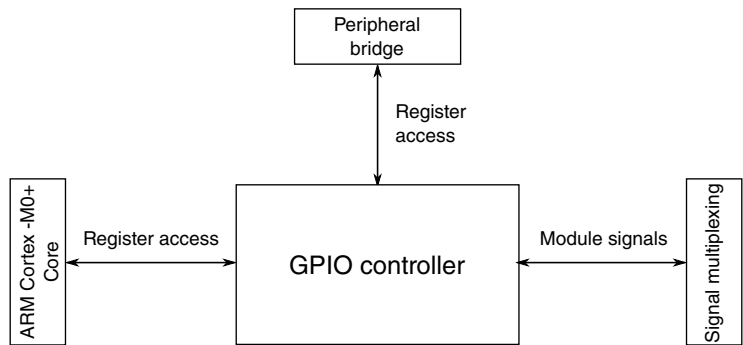 Peripheral
bridge
Register
access
ARM Cortex -M0+
Core
Register access
GPIO controller
Module signals
Signal multiplexing